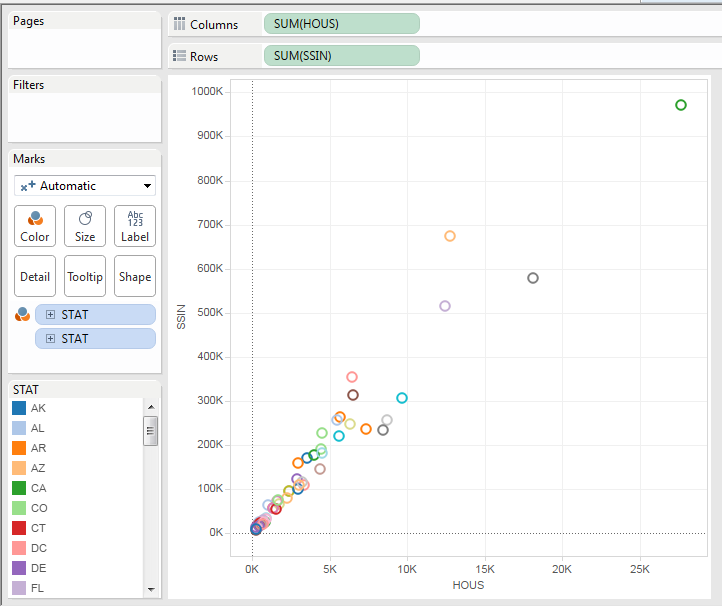 Pages
Columns SUM(HOUS)
Rows SUM(SSIN)
Filters
Marks
Automatic
Color Size Abc 123 Label
Detail Tooltip Shape
STAT
STAT
STAT
AK
AL
AR
AZ
CA
CO
CT
DC
DE
FL
1000K
900K
800K
700K
600K
500K
400K
300K
200K
100K
0K
SSIN
0K 5K 10K 15K 20K 25K
HOUS